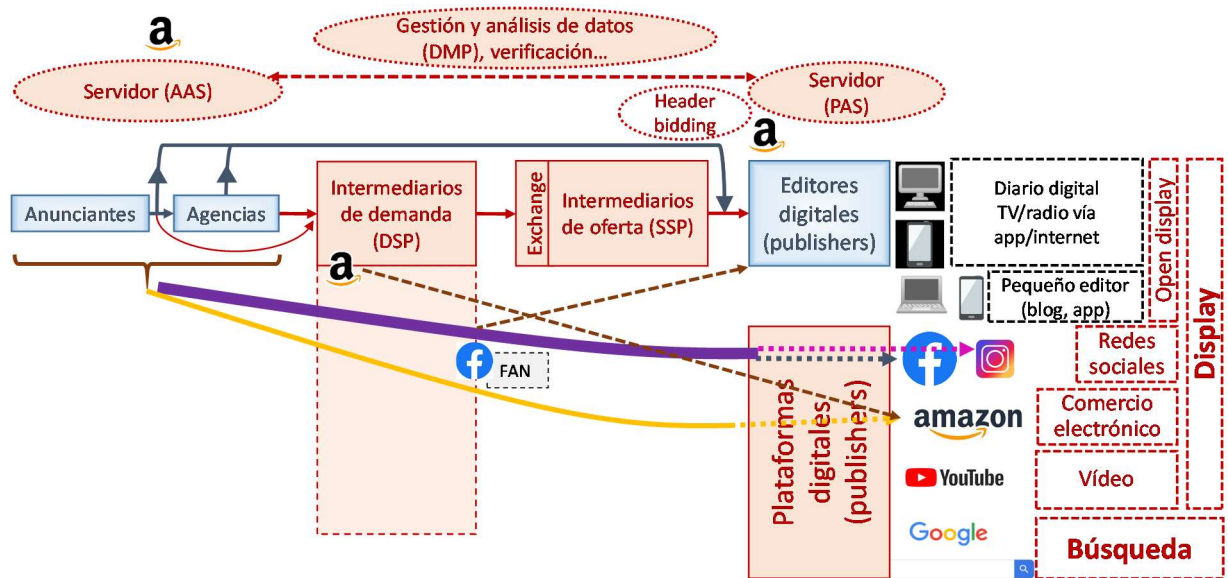 a
Gestión y análisis de datos
(DMP), verificación...
Servidor (AAS)
Servidor
(PAS)
Header
bidding
a
Anunciantes
Agencias
Intermediarios
de demanda
(DSP)
Exchange
Intermediarios
de oferta (SSP)
Editores
digitales
(publishers)
Diario digital
TV/radio vía
app/internet
Pequeño editor
(blog, app)
Open display
Display
a
FAN
Plataformas
digitales
(publishers)
Redes
sociales
amazon
Comercio
electrónico
YouTube
Vídeo
Google
Búsqueda